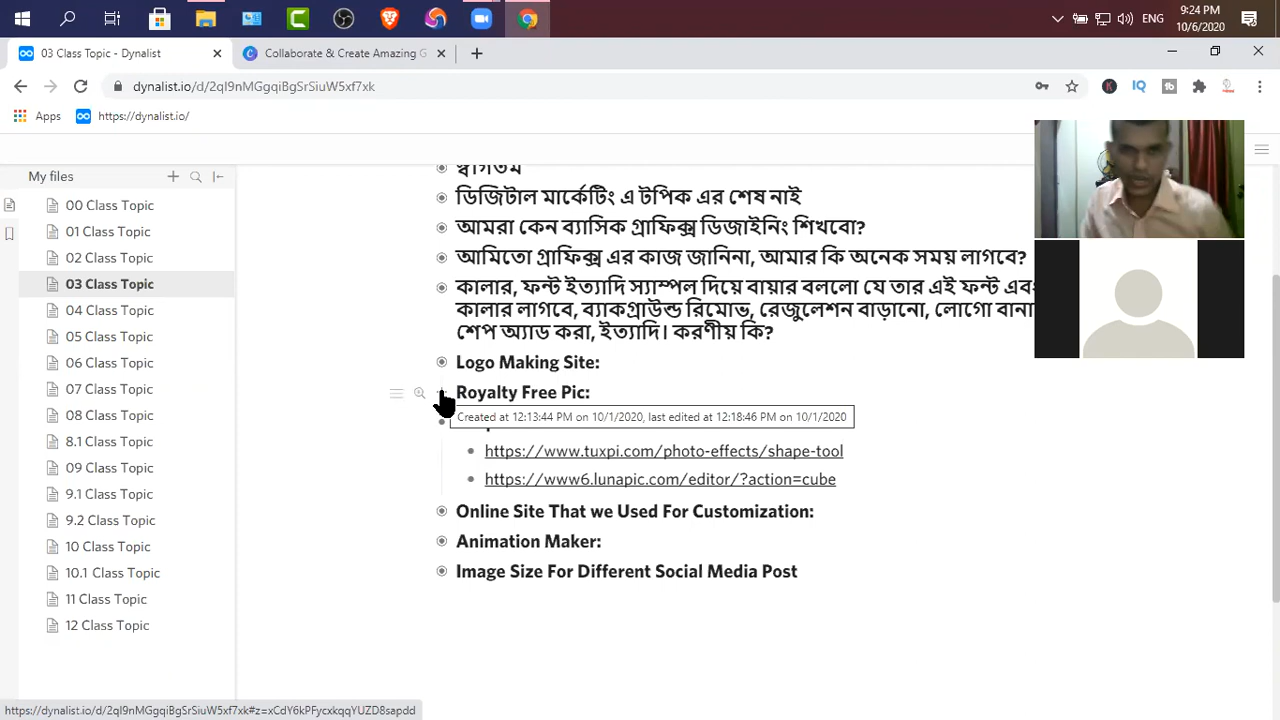 9:24 PM
ENG
10/6/2020
03 Class Topic - Dynalist
Collaborate & Create Amazing G
dynalist.io/d/2qI9nMGgqiBgSrSiuW5xf7xk
Apps
https://dynalist.io/
My files
00 Class Topic
01 Class Topic
02 Class Topic
03 Class Topic
04 Class Topic
05 Class Topic
06 Class Topic
07 Class Topic
08 Class Topic
8.1 Class Topic
09 Class Topic
9.1 Class Topic
9.2 Class Topic
10 Class Topic
10.1 Class Topic
11 Class Topic
12 Class Topic
স্বাগতম
ডিজিটাল মার্কেটিং এ টপিক এর শেষ নাই
আমরা কেন ব্যাসিক গ্রাফিক্স ডিজাইনিং শিখবো?
আমিতো গ্রাফিক্স এর কাজ জানিনা, আমার কি অনেক সময় লাগবে?
কালার, ফন্ট ইত্যাদি স্যাম্পল দিয়ে বায়ার বললো যে তার এই ফন্ট এবং
কালার লাগবে, ব্যাকগ্রাউন্ড রিমোভ, রেজুলেশন বাড়ানো, লোগো বানা
শেপ অ্যাড করা, ইত্যাদি। করণীয় কি?
Logo Making Site:
Royalty Free Pic:
Created at 12:13:44 PM on 10/1/2020, last edited at 12:18:46 PM on 10/1/2020
https://www.tuxpi.com/photo-effects/shape-tool
https://www6.lunapic.com/editor/?action=cube
Online Site That we Used For Customization:
Animation Maker:
Image Size For Different Social Media Post
https://dynalist.io/d/2qI9nMGgqiBgSrSiuW5xf7xk#z=xCdY6kPFycxkqqYUZD8sapdd